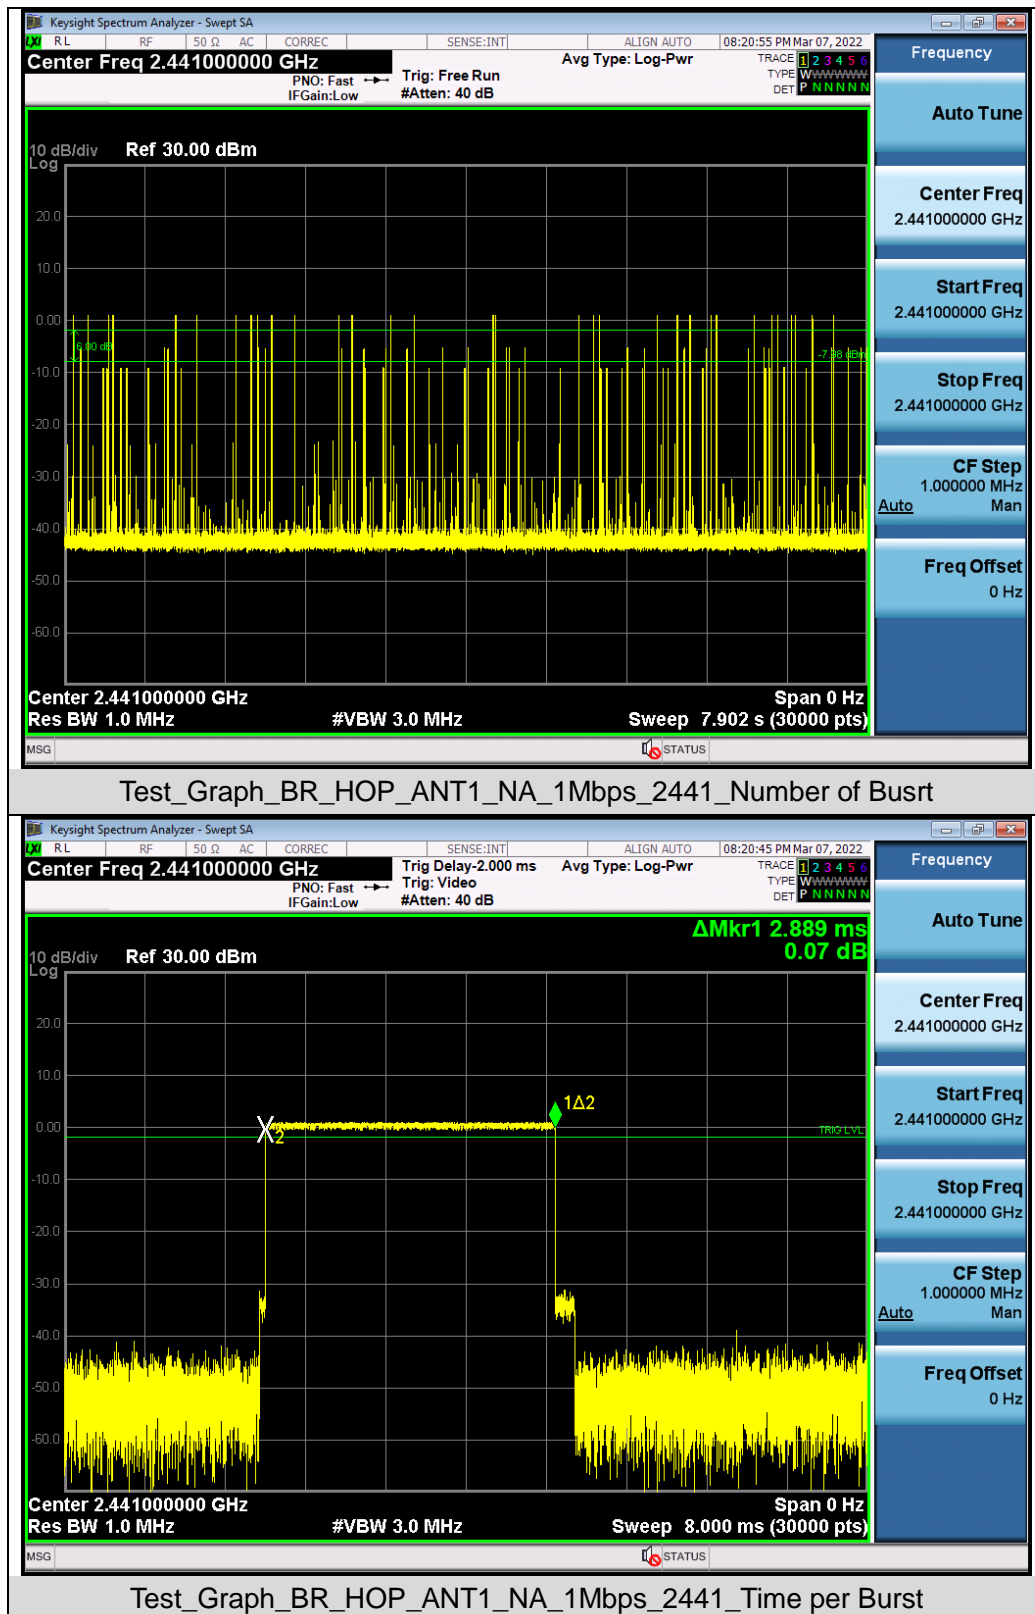 Keysight Spectrum Analyzer - Swept SA
LXI RL RF 50 Ω AC CORREC SENSE:INT ALIGN AUTO 08:20:55 PM Mar 07, 2022
Center Freq 2.441000000 GHz
PNO: Fast
IFGain:Low
Trig: Free Run
#Atten: 40 dB
Avg Type: Log-Pwr
TRACE 1 2 3 4 5 6
TYPE W W W W W W
DET P N N N N N
10 dB/div Ref 30.00 dBm
Log
20.0
10.0
0.00
6.00 dB
-7.98 dBm
-10.0
-20.0
-30.0
-40.0
-50.0
-60.0
Center 2.441000000 GHz Span 0 Hz
Res BW 1.0 MHz #VBW 3.0 MHz Sweep 7.902 s (30000 pts)
MSG STATUS
Frequency
Auto Tune
Center Freq
2.441000000 GHz
Start Freq
2.441000000 GHz
Stop Freq
2.441000000 GHz
CF Step
1.000000 MHz
Auto Man
Freq Offset
0 Hz
Test_Graph_BR_HOP_ANT1_NA_1Mbps_2441_Number of Busrt
Keysight Spectrum Analyzer - Swept SA
LXI RL RF 50 Ω AC CORREC SENSE:INT ALIGN AUTO 08:20:45 PM Mar 07, 2022
Center Freq 2.441000000 GHz
PNO: Fast
IFGain:Low
Trig Delay-2.000 ms
Trig: Video
#Atten: 40 dB
Avg Type: Log-Pwr
TRACE 1 2 3 4 5 6
TYPE W W W W W W
DET P N N N N N
ΔMkr1 2.889 ms
0.07 dB
10 dB/div Ref 30.00 dBm
Log
20.0
10.0
0.00
1Δ2
X2
TRIG LVL
-10.0
-20.0
-30.0
-40.0
-50.0
-60.0
Center 2.441000000 GHz Span 0 Hz
Res BW 1.0 MHz #VBW 3.0 MHz Sweep 8.000 ms (30000 pts)
MSG STATUS
Frequency
Auto Tune
Center Freq
2.441000000 GHz
Start Freq
2.441000000 GHz
Stop Freq
2.441000000 GHz
CF Step
1.000000 MHz
Auto Man
Freq Offset
0 Hz
Test_Graph_BR_HOP_ANT1_NA_1Mbps_2441_Time per Burst